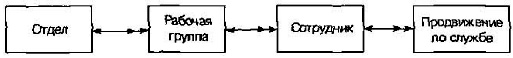 Отдел
Рабочая
группа
Сотрудник
Продвижение
по службе